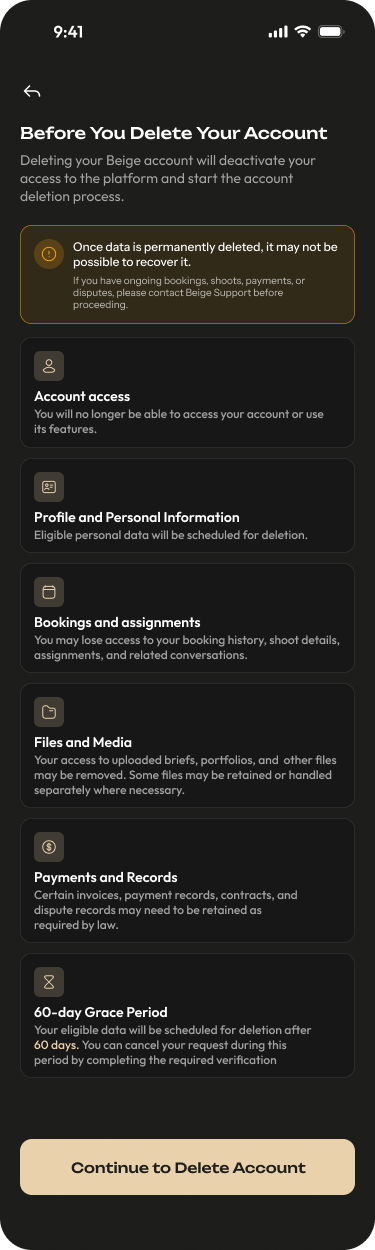 9:41
Before You Delete Your Account
Deleting your Beige account will deactivate your
access to the platform and start the account
deletion process.
Once data is permanently deleted, it may not be
possible to recover it.
If you have ongoing bookings, shoots, payments, or
disputes, please contact Beige Support before
proceeding.
Account access
You will no longer be able to access your account or use
its features.
Profile and Personal Information
Eligible personal data will be scheduled for deletion.
Bookings and assignments
You may lose access to your booking history, shoot details,
assignments, and related conversations.
Files and Media
Your access to uploaded briefs, portfolios, and other files
may be removed. Some files may be retained or handled
separately where necessary.
Payments and Records
Certain invoices, payment records, contracts, and
dispute records may need to be retained as
required by law.
60-day Grace Period
Your eligible data will be scheduled for deletion after
60 days. You can cancel your request during this
period by completing the required verification
Continue to Delete Account